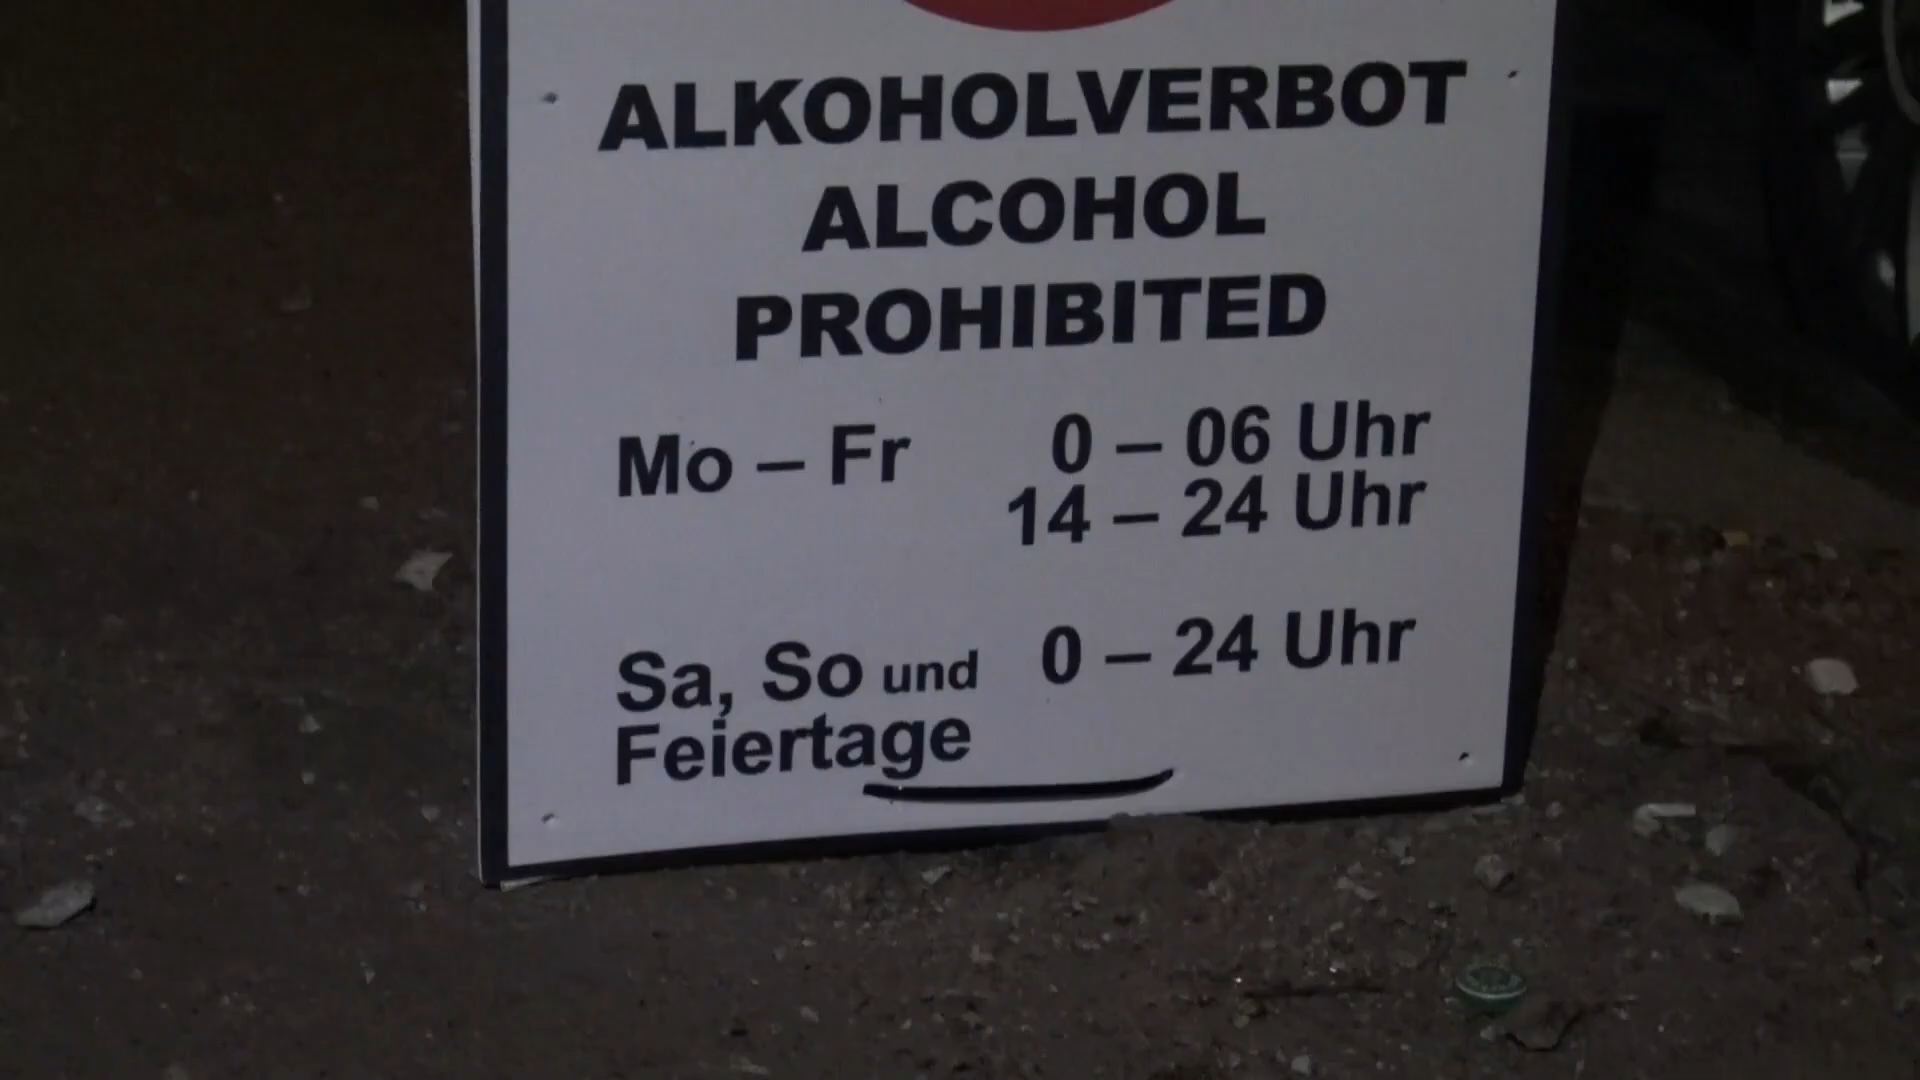 ALKOHOLVERBOT
ALCOHOL
PROHIBITED
Mo – Fr 0 – 06 Uhr
14 – 24 Uhr
Sa, So und 0 – 24 Uhr
Feiertage